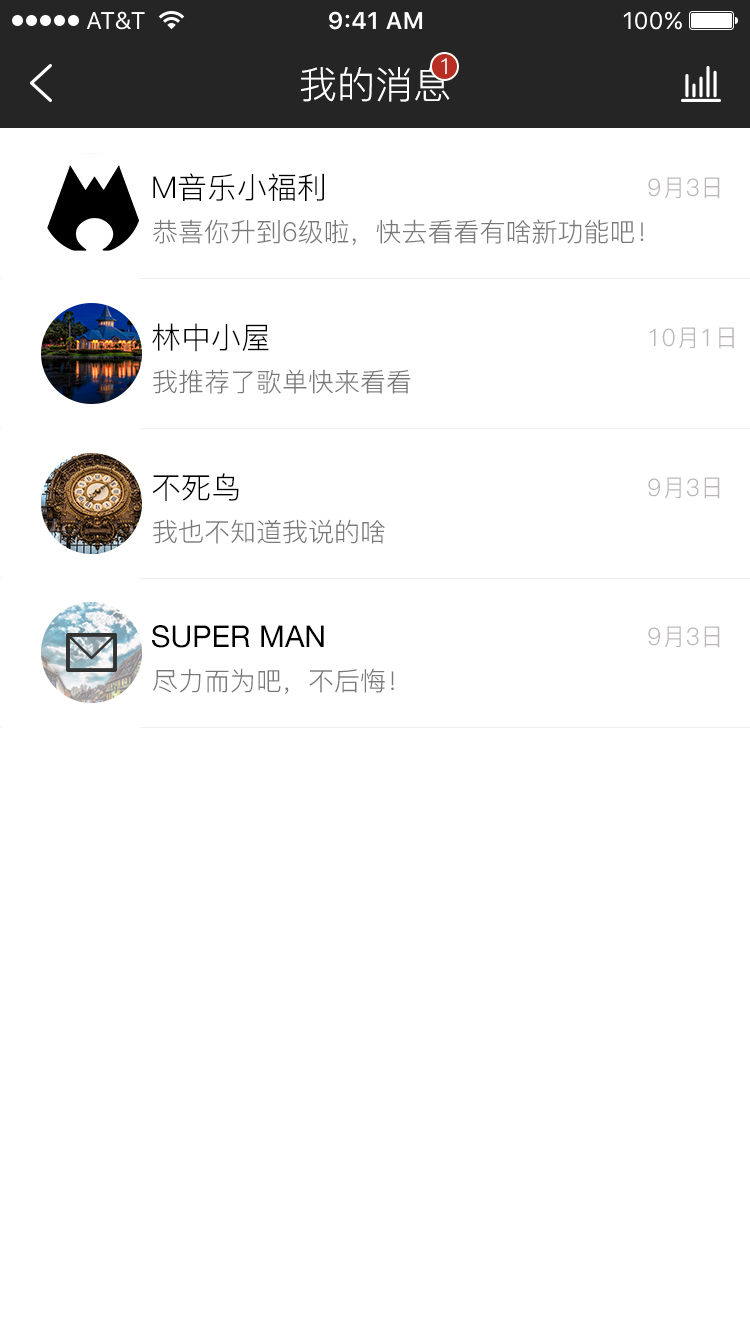 AT&T 9:41 AM 100%
我的消息 1
M音乐小福利 9月3日
恭喜你升到6级啦，快去看看有啥新功能吧！
林中小屋 10月1日
我推荐了歌单快来看看
不死鸟 9月3日
我也不知道我说的啥
SUPER MAN 9月3日
尽力而为吧，不后悔！